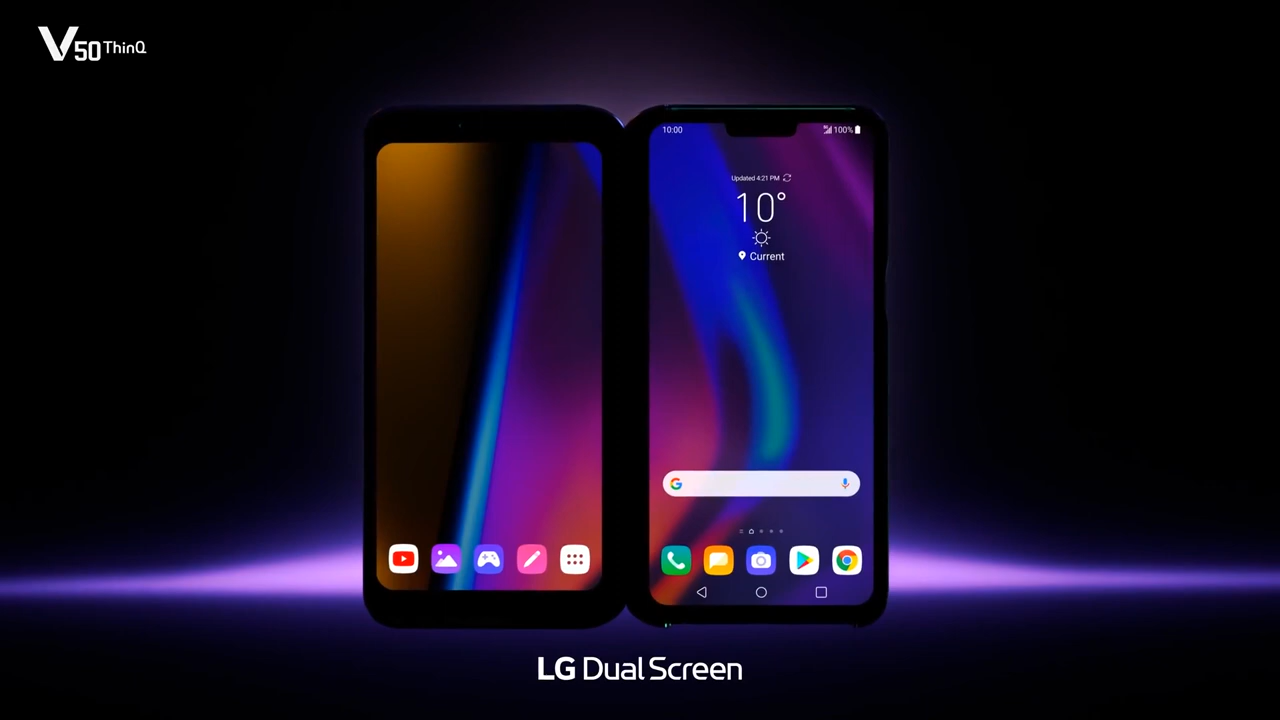 V50 ThinQ
10:00
100%
Updated 4:21 PM
10°
Current
LG Dual Screen